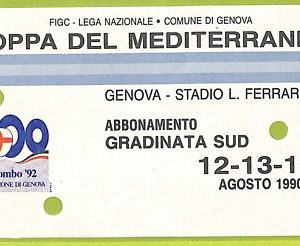 FIGC - LEGA NAZIONALE • COMUNE DI GENOVA
OPPA DEL MEDITERRAN
GENOVA - STADIO L. FERRAR
ABBONAMENTO
GRADINATA SUD
12-13-1
AGOSTO 1990
ombo '92
IONE DI GENOVA